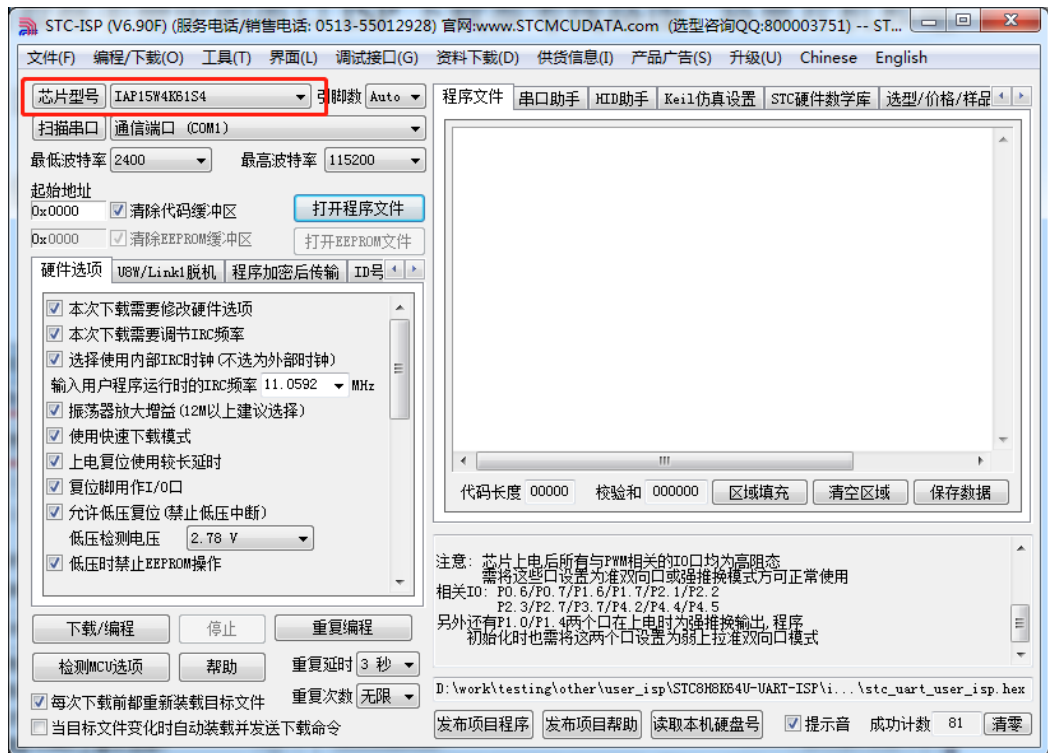 STC-ISP (V6.90F) (服务电话/销售电话: 0513-55012928) 官网:www.STCMCUDATA.com (选型咨询QQ:800003751) -- ST...
文件(F) 编程/下载(O) 工具(T) 界面(L) 调试接口(G) 资料下载(D) 供货信息(I) 产品广告(S) 升级(U) Chinese English
芯片型号 IAP15W4K61S4 引脚数 Auto
扫描串口 通信端口 (COM1)
最低波特率 2400 最高波特率 115200
起始地址
0x0000 清除代码缓冲区 打开程序文件
0x0000 清除EEPROM缓冲区 打开EEPROM文件
硬件选项 U8W/Link1脱机 程序加密后传输 ID号
本次下载需要修改硬件选项
本次下载需要调节IRC频率
选择使用内部IRC时钟(不选为外部时钟)
输入用户程序运行时的IRC频率 11.0592 MHz
振荡器放大增益(12M以上建议选择)
使用快速下载模式
上电复位使用较长延时
复位脚用作I/O口
允许低压复位(禁止低压中断)
低压检测电压 2.78 V
低压时禁止EEPROM操作
下载/编程 停止 重复编程
检测MCU选项 帮助 重复延时 3 秒
每次下载前都重新装载目标文件 重复次数 无限
当目标文件变化时自动装载并发送下载命令
程序文件 串口助手 HID助手 Keil仿真设置 STC硬件数学库 选型/价格/样品
代码长度 00000 校验和 000000 区域填充 清空区域 保存数据
注意: 芯片上电后所有与PWM相关的IO口均为高阻态
需将这些口设置为准双向口或强推挽模式方可正常使用
相关IO: P0.6/P0.7/P1.6/P1.7/P2.1/P2.2
P2.3/P2.7/P3.7/P4.2/P4.4/P4.5
另外还有P1.0/P1.4两个口在上电时为强推挽输出,程序
初始化时也需将这两个口设置为弱上拉准双向口模式
D:\work\testing\other\user_isp\STC8H8K64U-UART-ISP\i...\stc_uart_user_isp.hex
发布项目程序 发布项目帮助 读取本机硬盘号 提示音 成功计数 81 清零